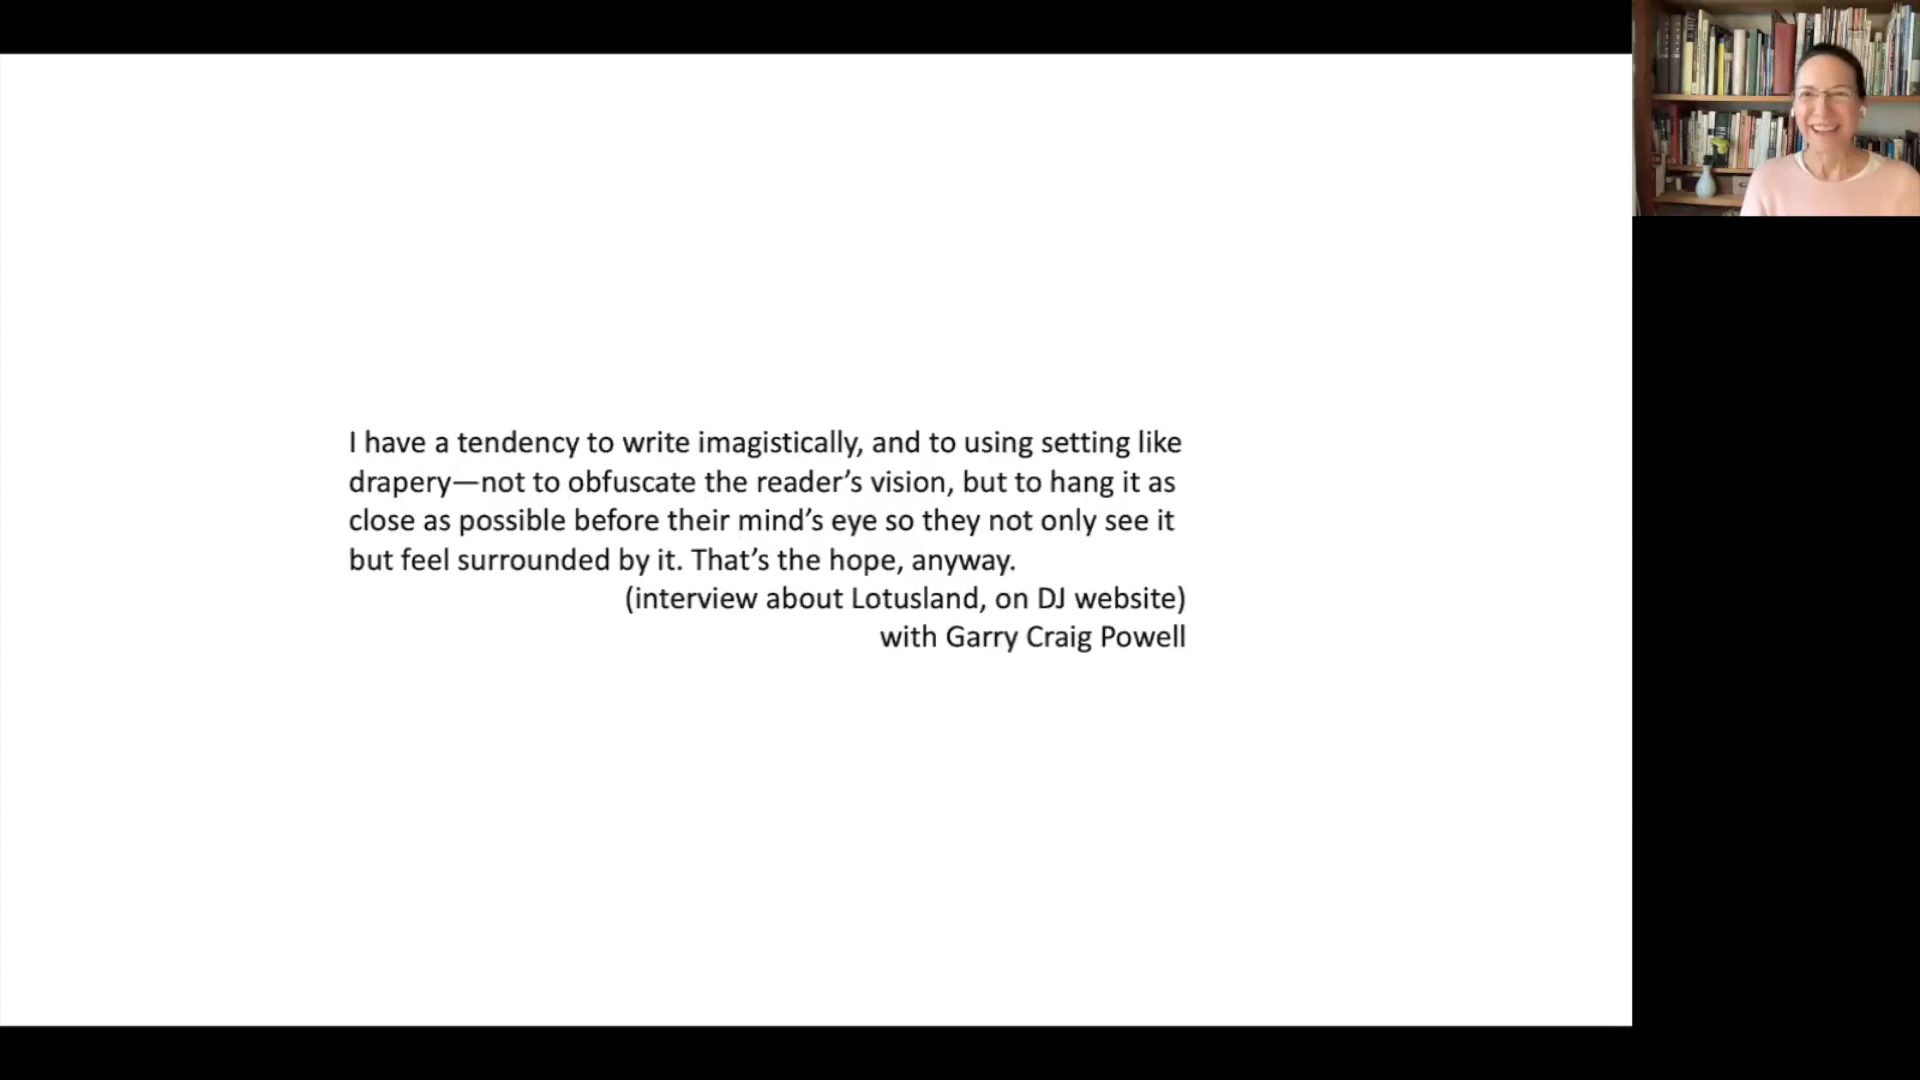 I have a tendency to write imagistically, and to using setting like
drapery—not to obfuscate the reader’s vision, but to hang it as
close as possible before their mind’s eye so they not only see it
but feel surrounded by it. That’s the hope, anyway.
(interview about Lotusland, on DJ website)
with Garry Craig Powell